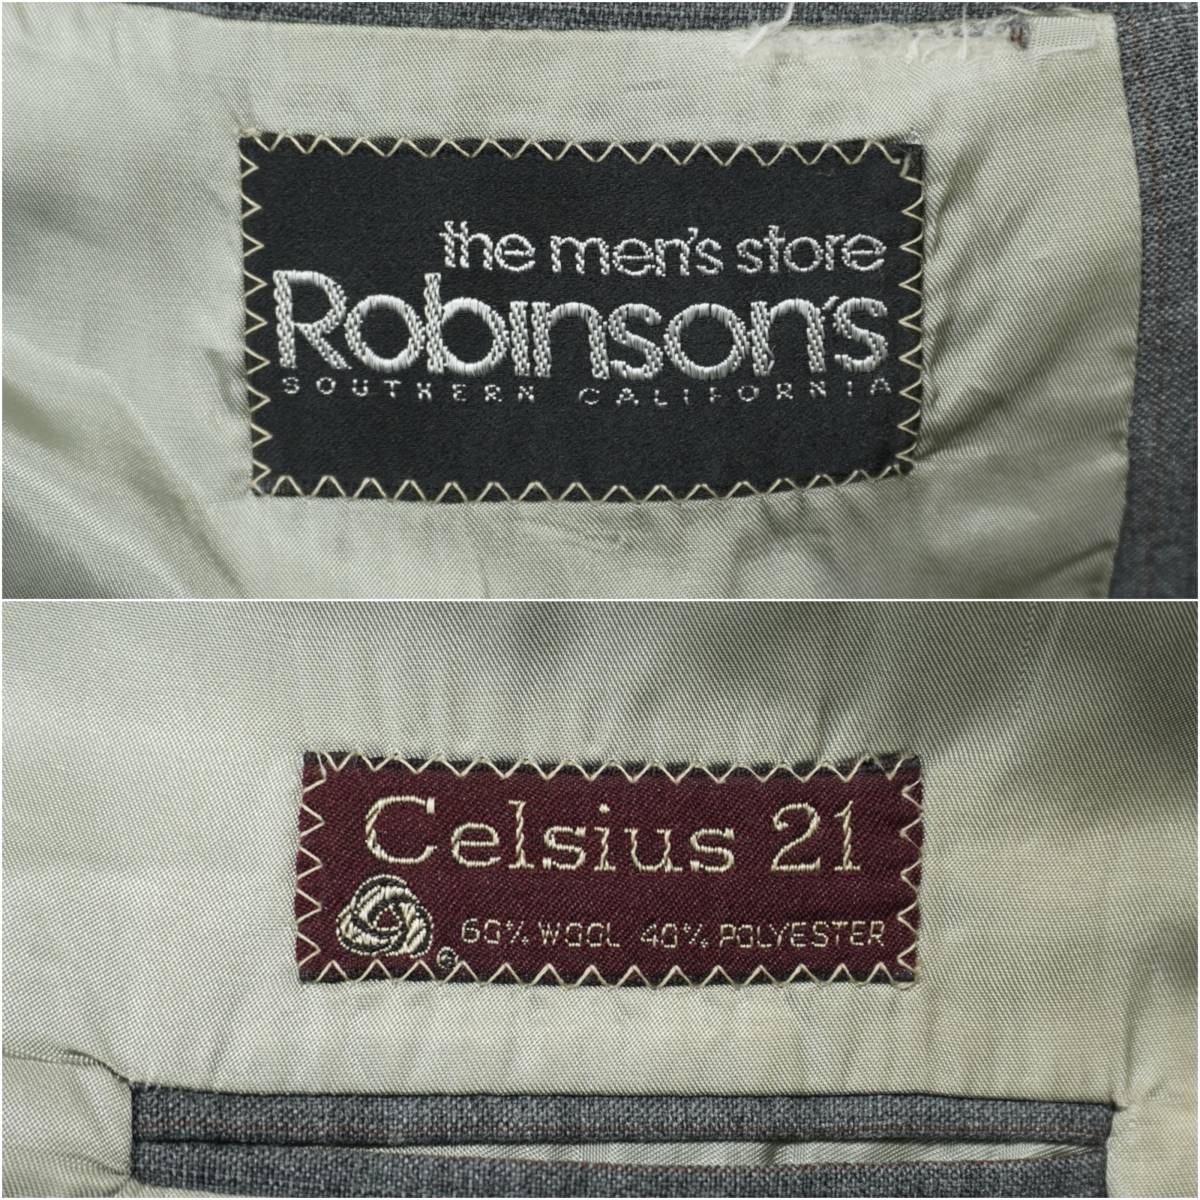 the men's store
Robinson's
SOUTHERN CALIFORNIA
Celsius 21
60% WOOL 40% POLYESTER
®